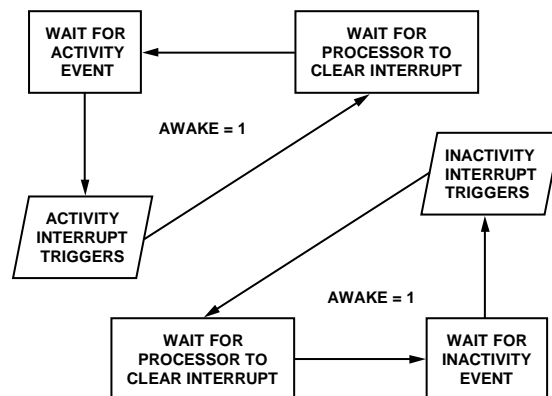 WAIT FOR
ACTIVITY
EVENT
WAIT FOR
PROCESSOR TO
CLEAR INTERRUPT
AWAKE = 1
ACTIVITY
INTERRUPT
TRIGGERS
INACTIVITY
INTERRUPT
TRIGGERS
AWAKE = 1
WAIT FOR
PROCESSOR TO
CLEAR INTERRUPT
WAIT FOR
INACTIVITY
EVENT